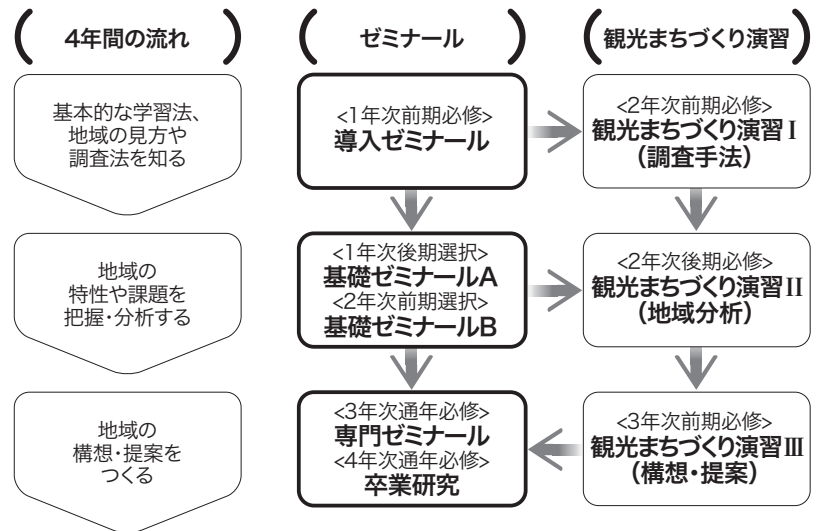 4年間の流れ
ゼミナール
観光まちづくり演習
基本的な学習法、
地域の見方や
調査法を知る
<1年次前期必修>
導入ゼミナール
<2年次前期必修>
観光まちづくり演習Ⅰ
(調査手法)
地域の
特性や課題を
把握・分析する
<1年次後期選択>
基礎ゼミナールA
<2年次前期選択>
基礎ゼミナールB
<2年次後期必修>
観光まちづくり演習Ⅱ
(地域分析)
地域の
構想・提案を
つくる
<3年次通年必修>
専門ゼミナール
<4年次通年必修>
卒業研究
<3年次前期必修>
観光まちづくり演習Ⅲ
(構想・提案)